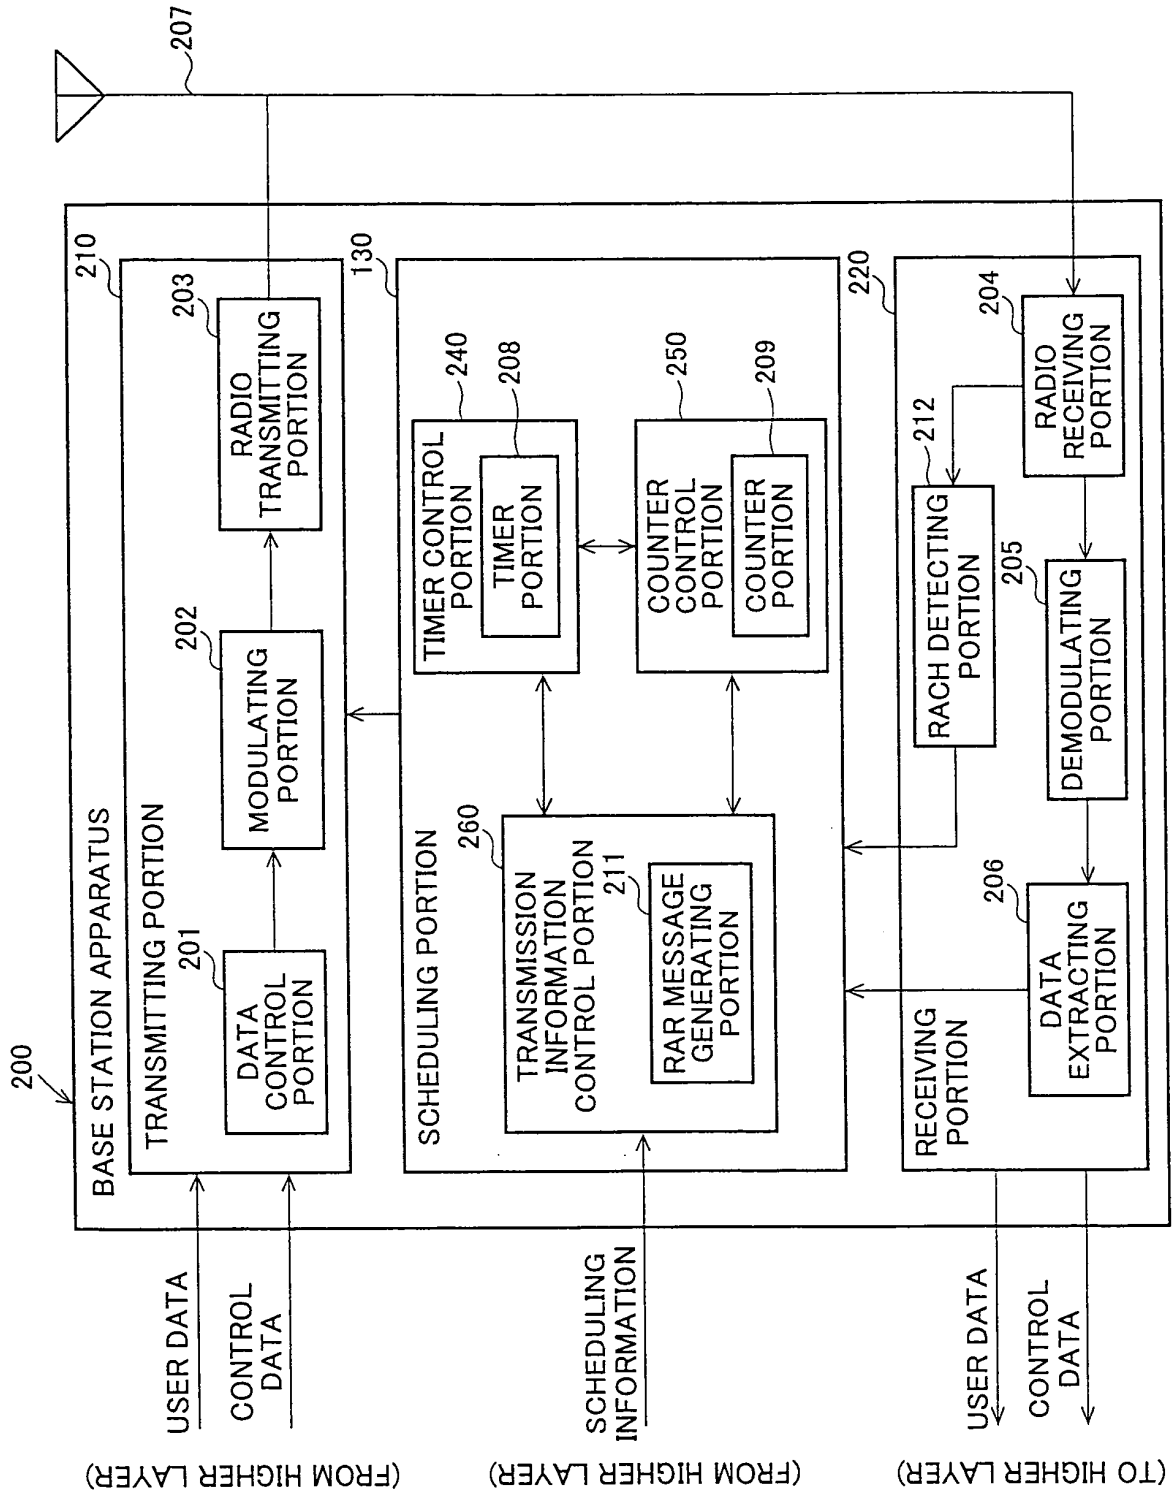 200
BASE STATION APPARATUS
207
210
TRANSMITTING PORTION
201
DATA
CONTROL
PORTION
202
MODULATING
PORTION
203
RADIO
TRANSMITTING
PORTION
USER DATA
CONTROL
DATA
(FROM HIGHER LAYER)
130
SCHEDULING PORTION
260
TRANSMISSION
INFORMATION
CONTROL PORTION
211
RAR MESSAGE
GENERATING
PORTION
240
TIMER CONTROL
PORTION
208
TIMER
PORTION
250
COUNTER
CONTROL
PORTION
209
COUNTER
PORTION
SCHEDULING
INFORMATION
(FROM HIGHER LAYER)
220
RECEIVING
PORTION
212
RACH DETECTING
PORTION
204
RADIO
RECEIVING
PORTION
205
DEMODULATING
PORTION
206
DATA
EXTRACTING
PORTION
USER DATA
CONTROL
DATA
(TO HIGHER LAYER)